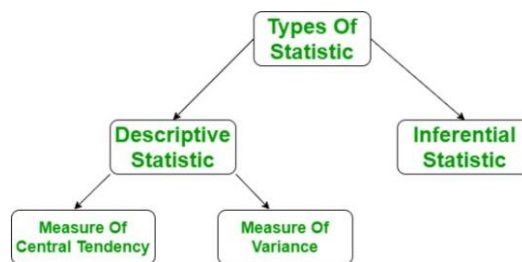 Types Of
Statistic
Descriptive
Statistic
Inferential
Statistic
Measure Of
Central Tendency
Measure Of
Variance